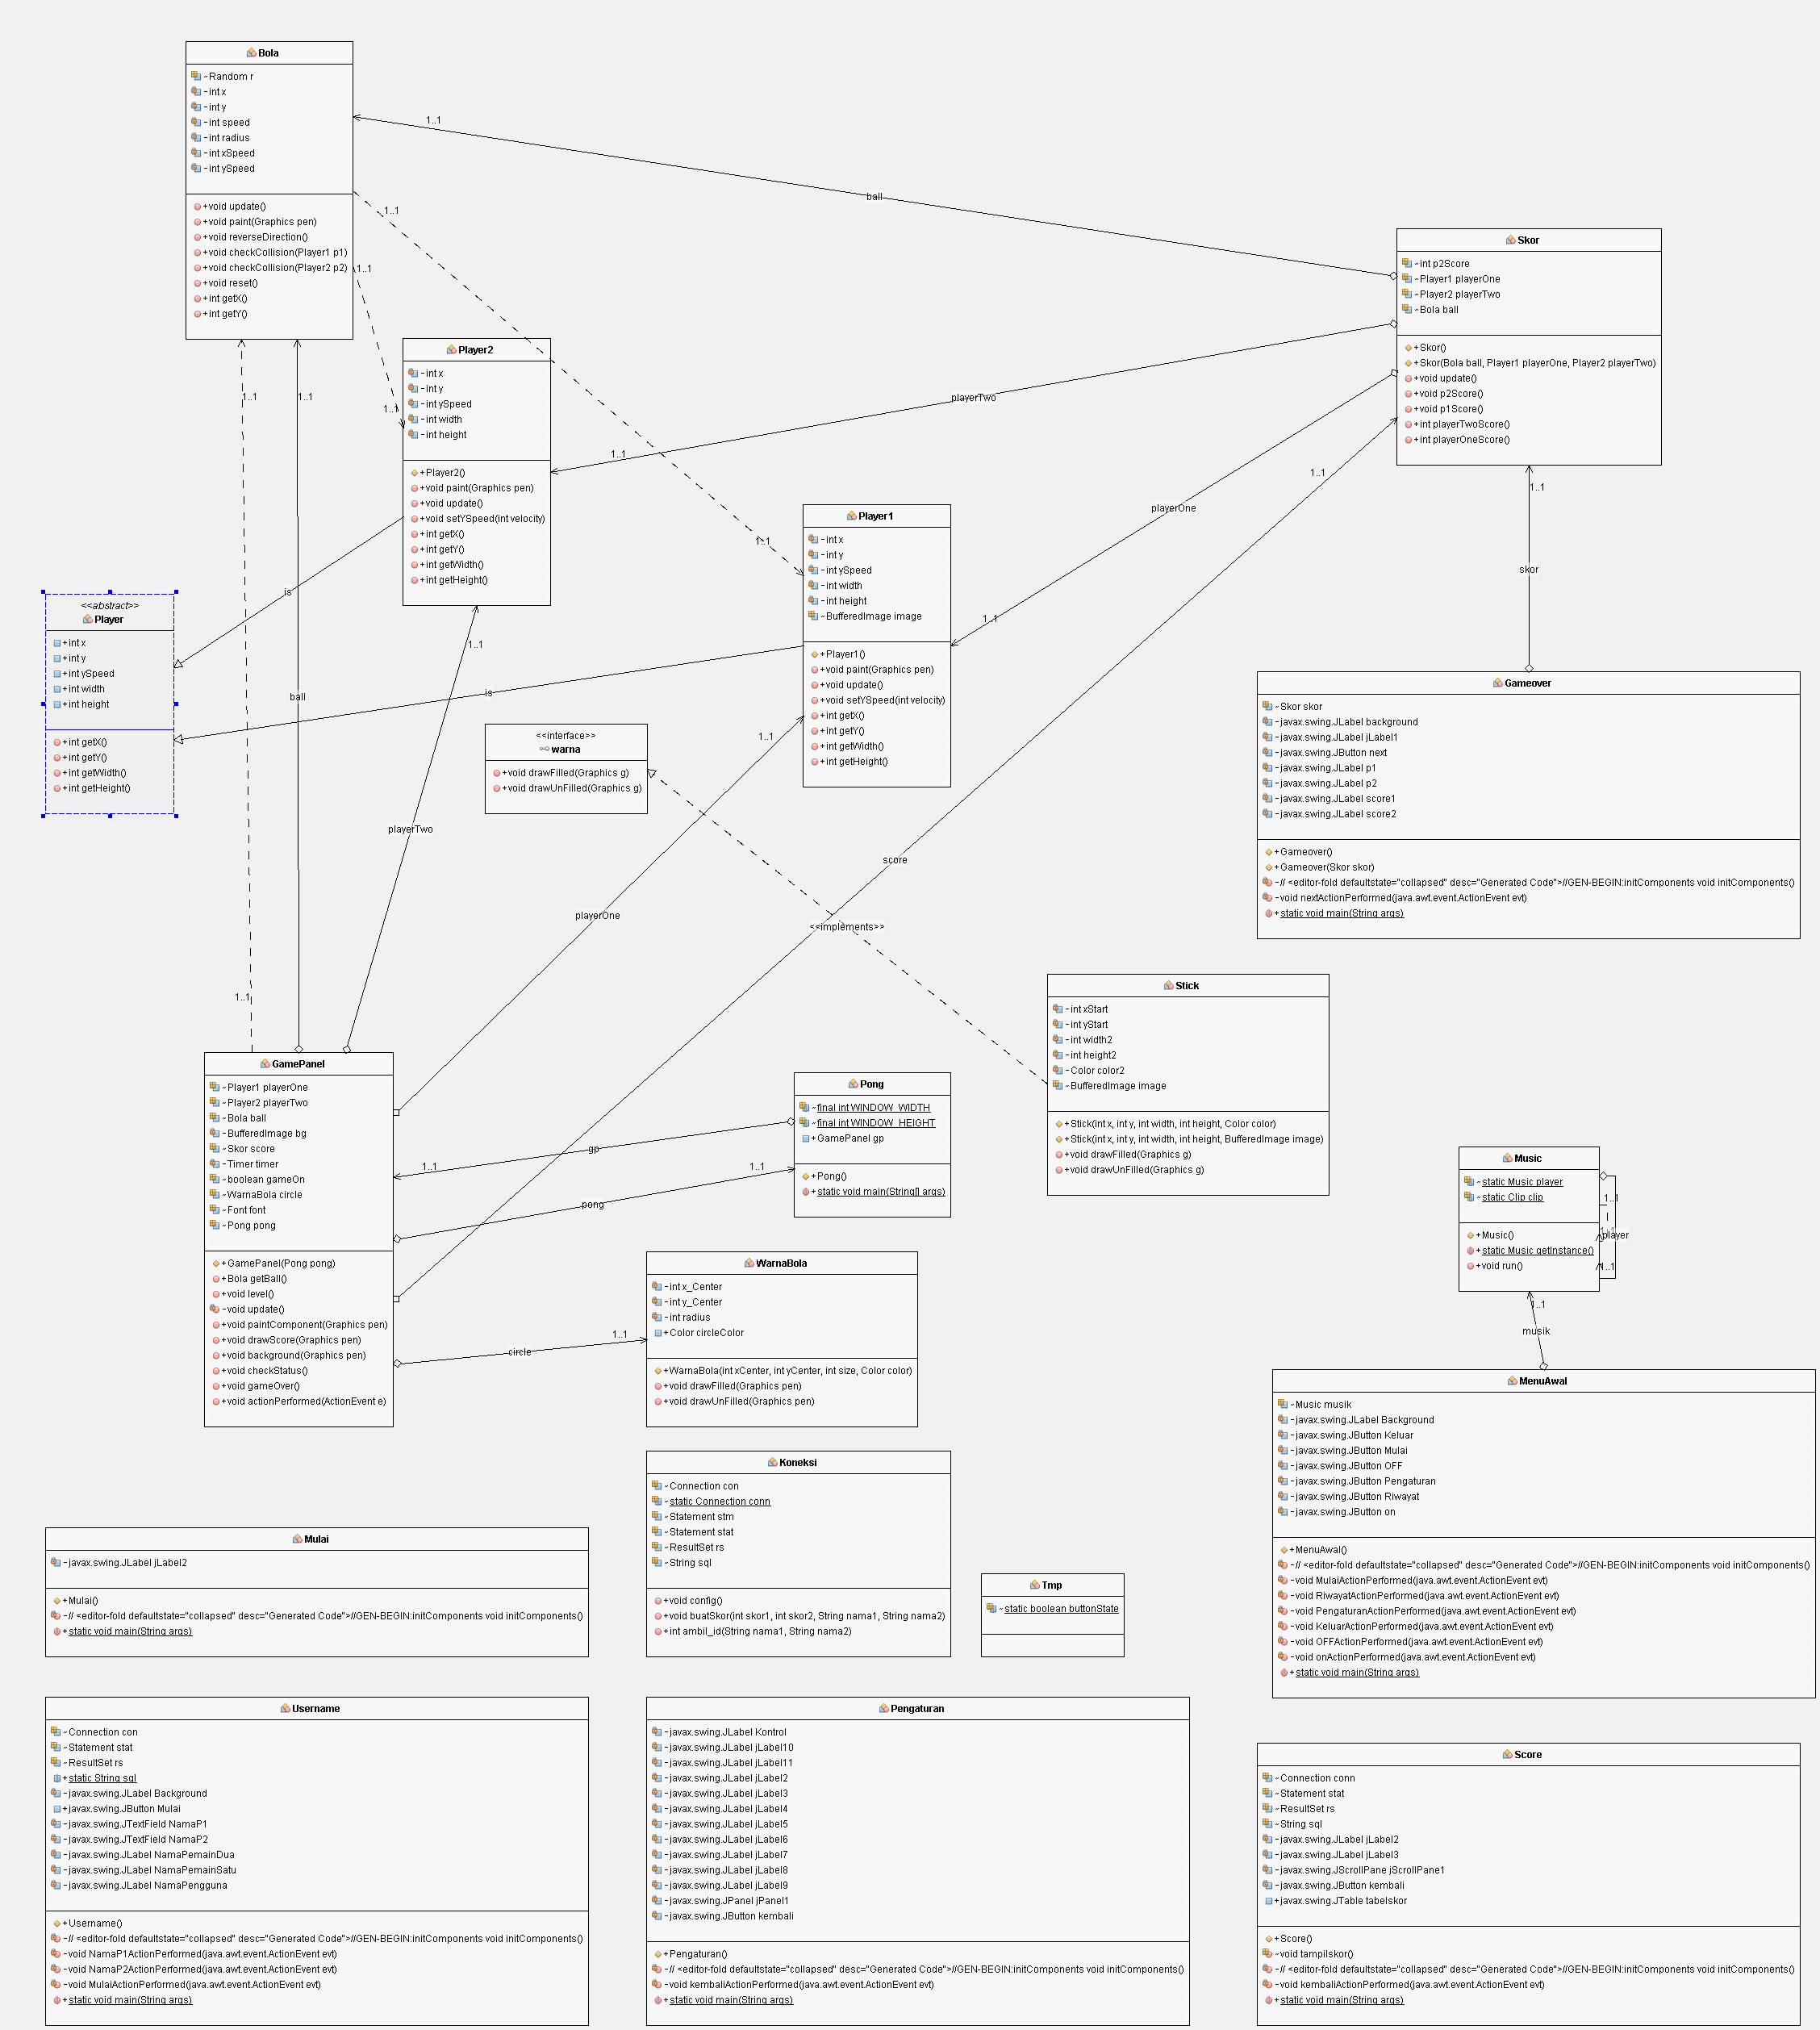 Bola
~Random r
-int x
-int y
-int speed
-int radius
-int xSpeed
-int ySpeed
+void update()
+void paint(Graphics pen)
+void reverseDirection()
+void checkCollision(Player1 p1)
+void checkCollision(Player2 p2)
+void reset()
+int getX()
+int getY()
1..1
ball
1..1
1..1
1..1
1..1
1..1
Skor
~int p2Score
~Player1 playerOne
~Player2 playerTwo
~Bola ball
+Skor()
+Skor(Bola ball, Player1 playerOne, Player2 playerTwo)
+void update()
+void p2Score()
+void p1Score()
+int playerTwoScore()
+int playerOneScore()
Player2
-int x
-int y
-int ySpeed
-int width
-int height
+Player2()
+void paint(Graphics pen)
+void update()
+void setYSpeed(int velocity)
+int getX()
+int getY()
+int getWidth()
+int getHeight()
playerTwo
1..1
1..1
playerOne
1..1
1..1
skor
1..1
Player1
-int x
-int y
-int ySpeed
-int width
-int height
~BufferedImage image
+Player1()
+void paint(Graphics pen)
+void update()
+void setYSpeed(int velocity)
+int getX()
+int getY()
+int getWidth()
+int getHeight()
is
is
<<abstract>>
Player
+int x
+int y
+int ySpeed
+int width
+int height
+int getX()
+int getY()
+int getWidth()
+int getHeight()
1..1
ball
1..1
<<interface>>
warna
+void drawFilled(Graphics g)
+void drawUnFilled(Graphics g)
Gameover
~Skor skor
-javax.swing.JLabel background
-javax.swing.JLabel jLabel1
-javax.swing.JButton next
-javax.swing.JLabel p1
-javax.swing.JLabel p2
-javax.swing.JLabel score1
-javax.swing.JLabel score2
+Gameover()
+Gameover(Skor skor)
-// <editor-fold defaultstate="collapsed" desc="Generated Code">//GEN-BEGIN:initComponents void initComponents()
-void nextActionPerformed(java.awt.event.ActionEvent evt)
+static void main(String args)
playerTwo
score
playerOne
<<implements>>
1..1
Stick
-int xStart
-int yStart
-int width2
-int height2
-Color color2
~BufferedImage image
+Stick(int x, int y, int width, int height, Color color)
+Stick(int x, int y, int width, int height, BufferedImage image)
+void drawFilled(Graphics g)
+void drawUnFilled(Graphics g)
GamePanel
~Player1 playerOne
~Player2 playerTwo
~Bola ball
-BufferedImage bg
~Skor score
-Timer timer
~boolean gameOn
~WarnaBola circle
~Font font
~Pong pong
+GamePanel(Pong pong)
+Bola getBall()
+void level()
-void update()
+void paintComponent(Graphics pen)
+void drawScore(Graphics pen)
+void background(Graphics pen)
+void checkStatus()
+void gameOver()
+void actionPerformed(ActionEvent e)
Pong
~final int WINDOW_WIDTH
~final int WINDOW_HEIGHT
+GamePanel gp
+Pong()
+static void main(String[] args)
gp
1..1
1..1
pong
Music
~static Music player
~static Clip clip
+Music()
+static Music getInstance()
+void run()
1..1
1..1
player
1..1
1..1
musik
WarnaBola
-int x_Center
-int y_Center
-int radius
+Color circleColor
+WarnaBola(int xCenter, int yCenter, int size, Color color)
+void drawFilled(Graphics pen)
+void drawUnFilled(Graphics pen)
1..1
circle
MenuAwal
~Music musik
-javax.swing.JLabel Background
-javax.swing.JButton Keluar
-javax.swing.JButton Mulai
-javax.swing.JButton OFF
-javax.swing.JButton Pengaturan
-javax.swing.JButton Riwayat
-javax.swing.JButton on
+MenuAwal()
-// <editor-fold defaultstate="collapsed" desc="Generated Code">//GEN-BEGIN:initComponents void initComponents()
-void MulaiActionPerformed(java.awt.event.ActionEvent evt)
-void RiwayatActionPerformed(java.awt.event.ActionEvent evt)
-void PengaturanActionPerformed(java.awt.event.ActionEvent evt)
-void KeluarActionPerformed(java.awt.event.ActionEvent evt)
-void OFFActionPerformed(java.awt.event.ActionEvent evt)
-void onActionPerformed(java.awt.event.ActionEvent evt)
+static void main(String args)
Koneksi
~Connection con
~static Connection conn
~Statement stm
~Statement stat
~ResultSet rs
~String sql
+void config()
+void buatSkor(int skor1, int skor2, String nama1, String nama2)
+int ambil_id(String nama1, String nama2)
Mulai
-javax.swing.JLabel jLabel2
+Mulai()
-// <editor-fold defaultstate="collapsed" desc="Generated Code">//GEN-BEGIN:initComponents void initComponents()
+static void main(String args)
Tmp
~static boolean buttonState
Username
~Connection con
~Statement stat
~ResultSet rs
+static String sql
-javax.swing.JLabel Background
+javax.swing.JButton Mulai
-javax.swing.JTextField NamaP1
-javax.swing.JTextField NamaP2
-javax.swing.JLabel NamaPemainDua
-javax.swing.JLabel NamaPemainSatu
-javax.swing.JLabel NamaPengguna
+Username()
-// <editor-fold defaultstate="collapsed" desc="Generated Code">//GEN-BEGIN:initComponents void initComponents()
-void NamaP1ActionPerformed(java.awt.event.ActionEvent evt)
-void NamaP2ActionPerformed(java.awt.event.ActionEvent evt)
-void MulaiActionPerformed(java.awt.event.ActionEvent evt)
+static void main(String args)
Pengaturan
-javax.swing.JLabel Kontrol
-javax.swing.JLabel jLabel10
-javax.swing.JLabel jLabel11
-javax.swing.JLabel jLabel2
-javax.swing.JLabel jLabel3
-javax.swing.JLabel jLabel4
-javax.swing.JLabel jLabel5
-javax.swing.JLabel jLabel6
-javax.swing.JLabel jLabel7
-javax.swing.JLabel jLabel8
-javax.swing.JLabel jLabel9
-javax.swing.JPanel jPanel1
-javax.swing.JButton kembali
+Pengaturan()
-// <editor-fold defaultstate="collapsed" desc="Generated Code">//GEN-BEGIN:initComponents void initComponents()
-void kembaliActionPerformed(java.awt.event.ActionEvent evt)
+static void main(String args)
Score
~Connection conn
~Statement stat
~ResultSet rs
~String sql
-javax.swing.JLabel jLabel2
-javax.swing.JLabel jLabel3
-javax.swing.JScrollPane jScrollPane1
-javax.swing.JButton kembali
+javax.swing.JTable tabelskor
+Score()
~void tampilskor()
-// <editor-fold defaultstate="collapsed" desc="Generated Code">//GEN-BEGIN:initComponents void initComponents()
-void kembaliActionPerformed(java.awt.event.ActionEvent evt)
+static void main(String args)